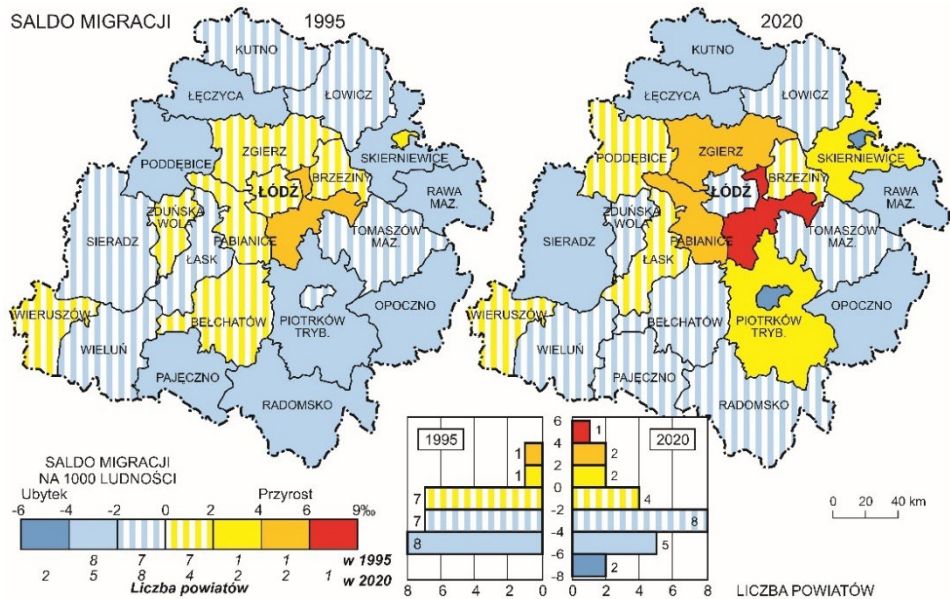 SALDO MIGRACJI
1995
2020
KUTNO
ŁĘCZYCA
ŁOWICZ
ZGIERZ
PODDĘBICE
SKIERNIEWICE
ŁÓDŹ
BRZEZINY
RAWA
MAZ.
ZDUŃSKA
WOLA
PABIANICE
TOMASZÓW
MAZ.
SIERADZ
ŁASK
OPOCZNO
WIERUSZÓW
BEŁCHATÓW
PIOTRKÓW
TRYB.
WIELUŃ
PAJĘCZNO
RADOMSKO
KUTNO
ŁĘCZYCA
ŁOWICZ
ZGIERZ
PODDĘBICE
SKIERNIEWICE
ŁÓDŹ
BRZEZINY
RAWA
MAZ.
ZDUŃSKA
WOLA
PABIANICE
TOMASZÓW
MAZ.
SIERADZ
ŁASK
OPOCZNO
WIERUSZÓW
BEŁCHATÓW
PIOTRKÓW
TRYB.
WIELUŃ
PAJĘCZNO
RADOMSKO
SALDO MIGRACJI
NA 1000 LUDNOŚCI
Ubytek Przyrost
-6 -4 -2 0 2 4 6 9‰
8 7 7 1 1 w 1995
2 5 8 4 2 2 1 w 2020
Liczba powiatów
1995
1
1
7
7
8
8 6 4 2 0
6
4
2
0
-2
-4
-6
-8
2020
1
2
2
4
8
5
2
0 2 4 6 8
LICZBA POWIATÓW
0 20 40 km